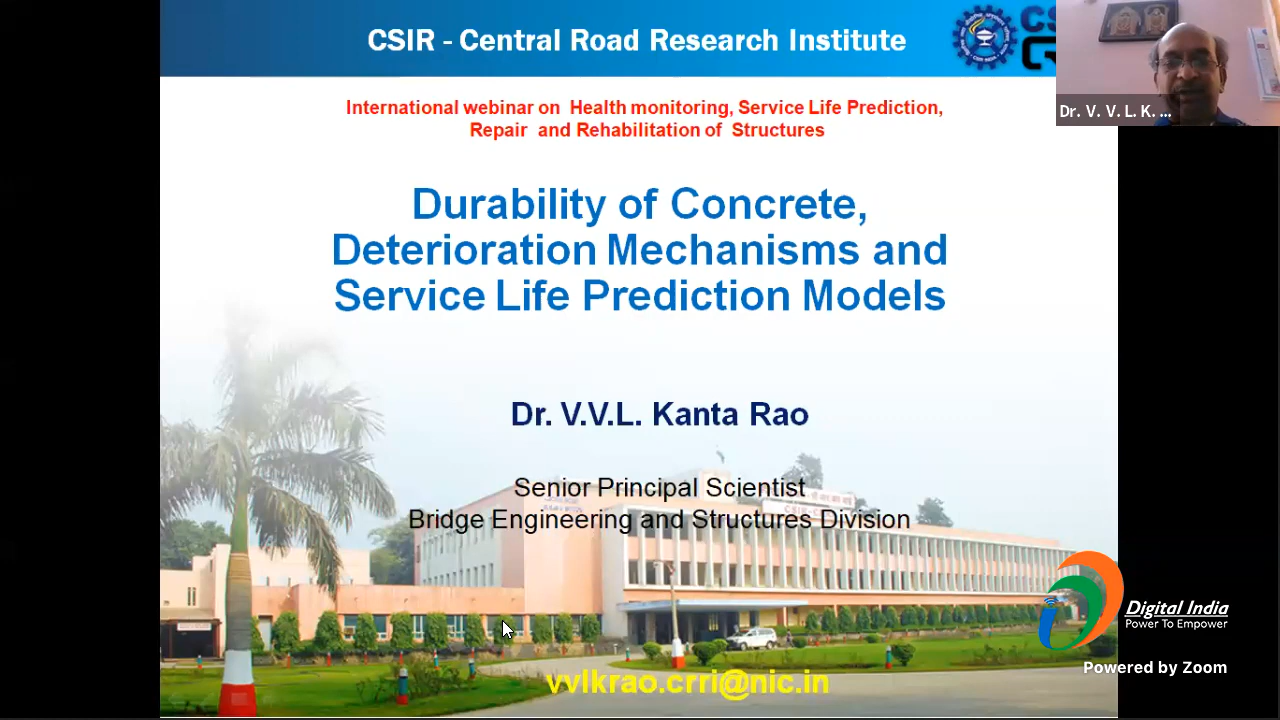 CSIR - Central Road Research Institute
CS
Dr. V. V. L. K. ...
International webinar on Health monitoring, Service Life Prediction,
Repair and Rehabilitation of Structures
Durability of Concrete,
Deterioration Mechanisms and
Service Life Prediction Models
Dr. V.V.L. Kanta Rao
Senior Principal Scientist
Bridge Engineering and Structures Division
Digital India
Power To Empower
Powered by Zoom
vvlkrao.crri@nic.in